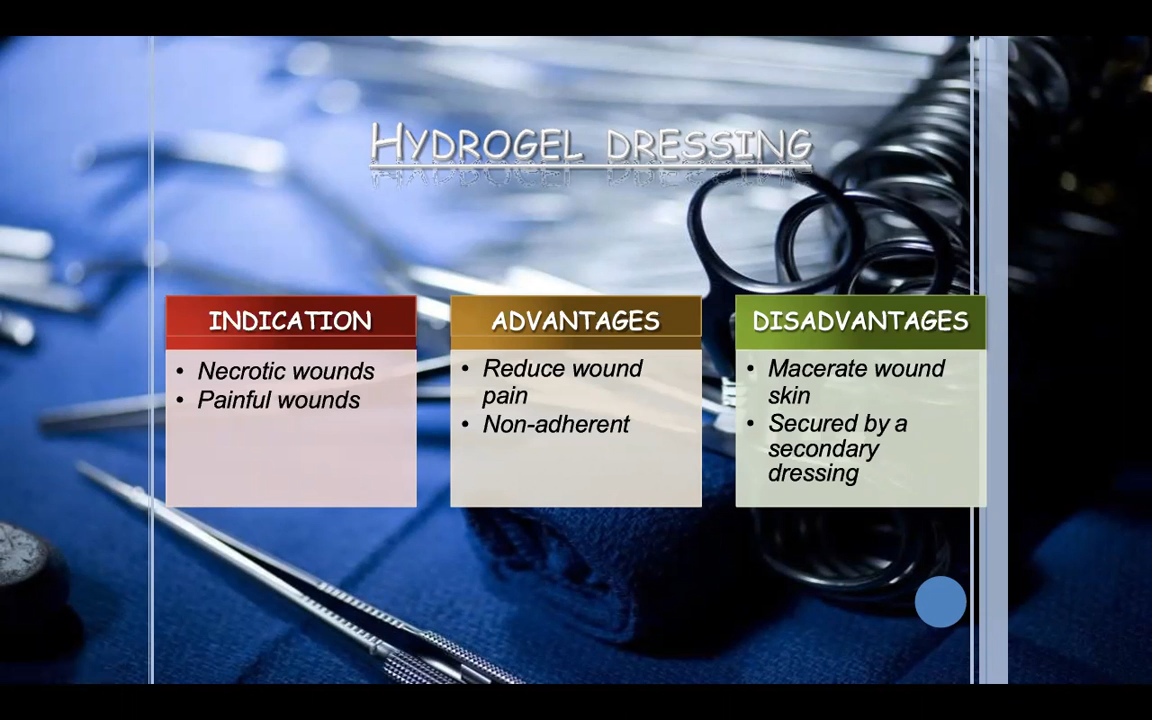 HYDROGEL DRESSING
INDICATION
• Necrotic wounds
• Painful wounds
ADVANTAGES
• Reduce wound
pain
• Non-adherent
DISADVANTAGES
• Macerate wound
skin
• Secured by a
secondary
dressing